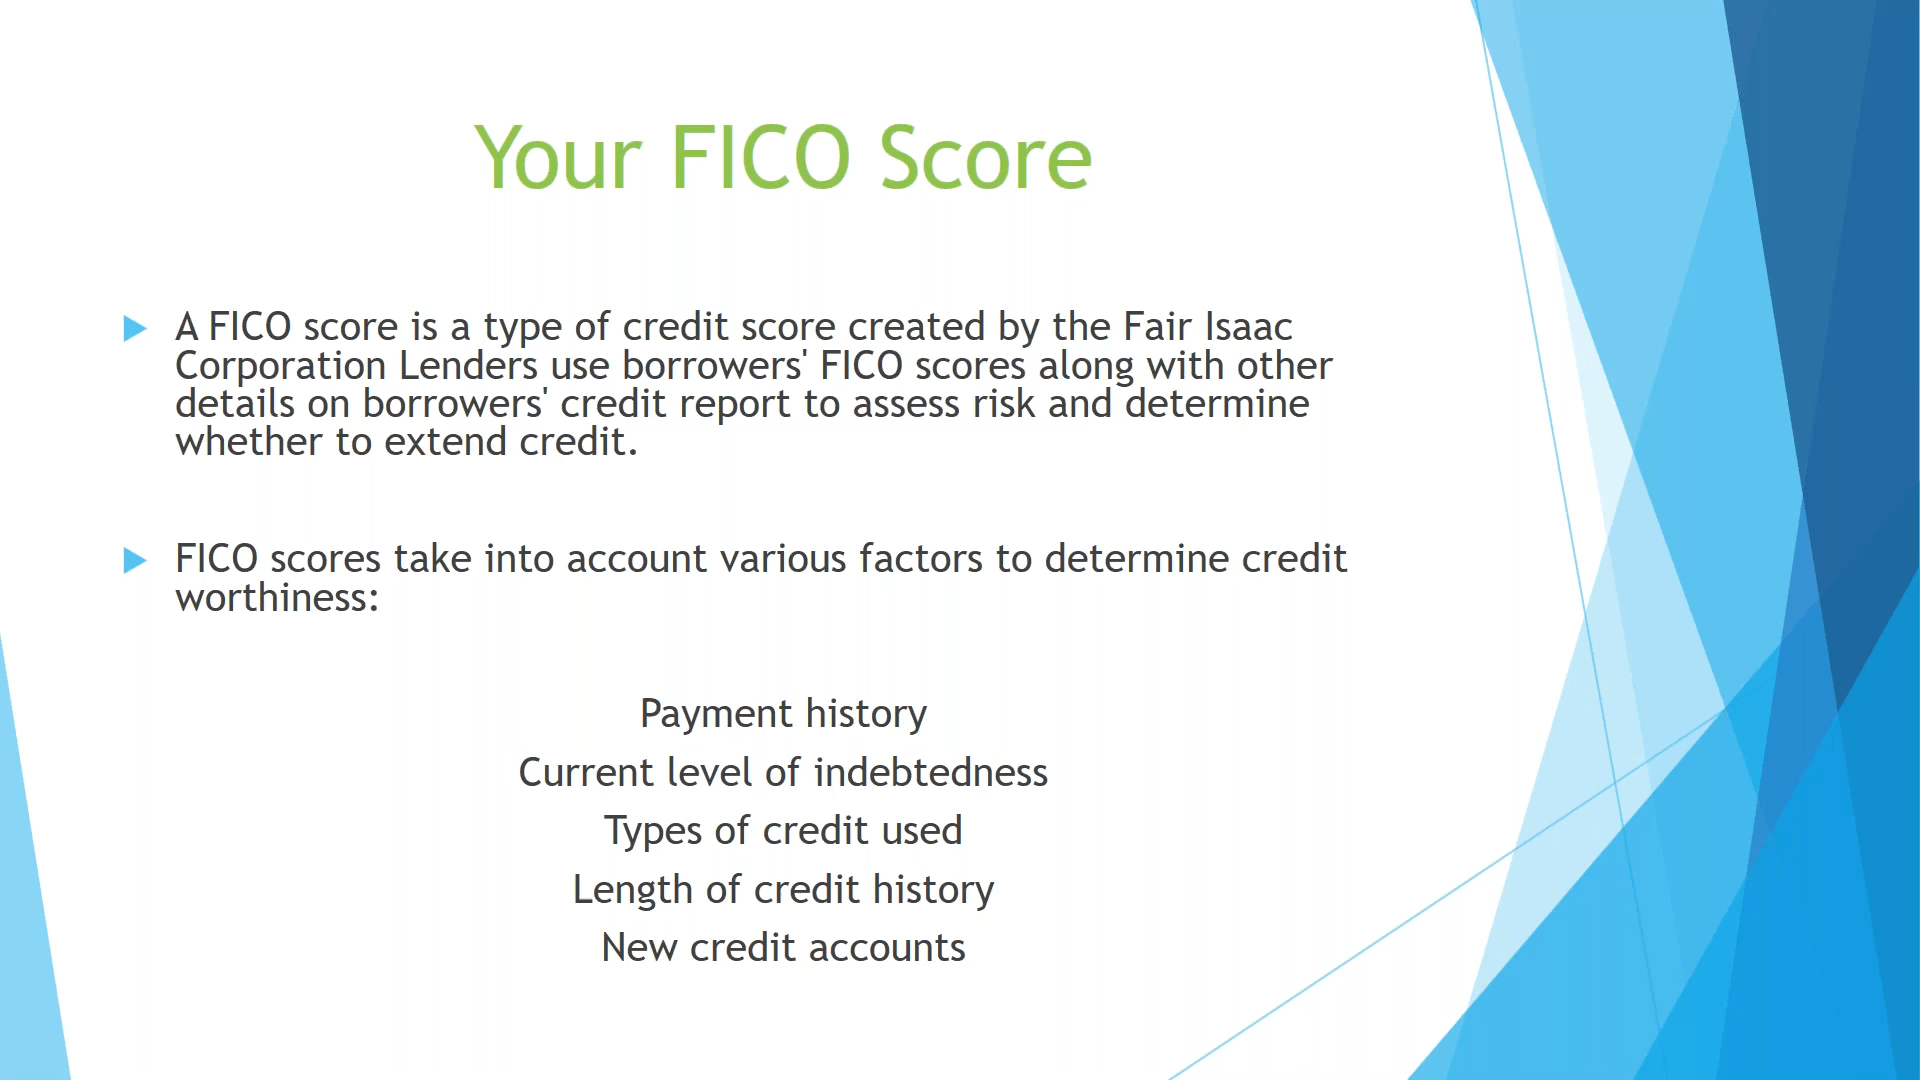 Your FICO Score
A FICO score is a type of credit score created by the Fair Isaac
Corporation Lenders use borrowers' FICO scores along with other
details on borrowers' credit report to assess risk and determine
whether to extend credit.
FICO scores take into account various factors to determine credit
worthiness:
Payment history
Current level of indebtedness
Types of credit used
Length of credit history
New credit accounts